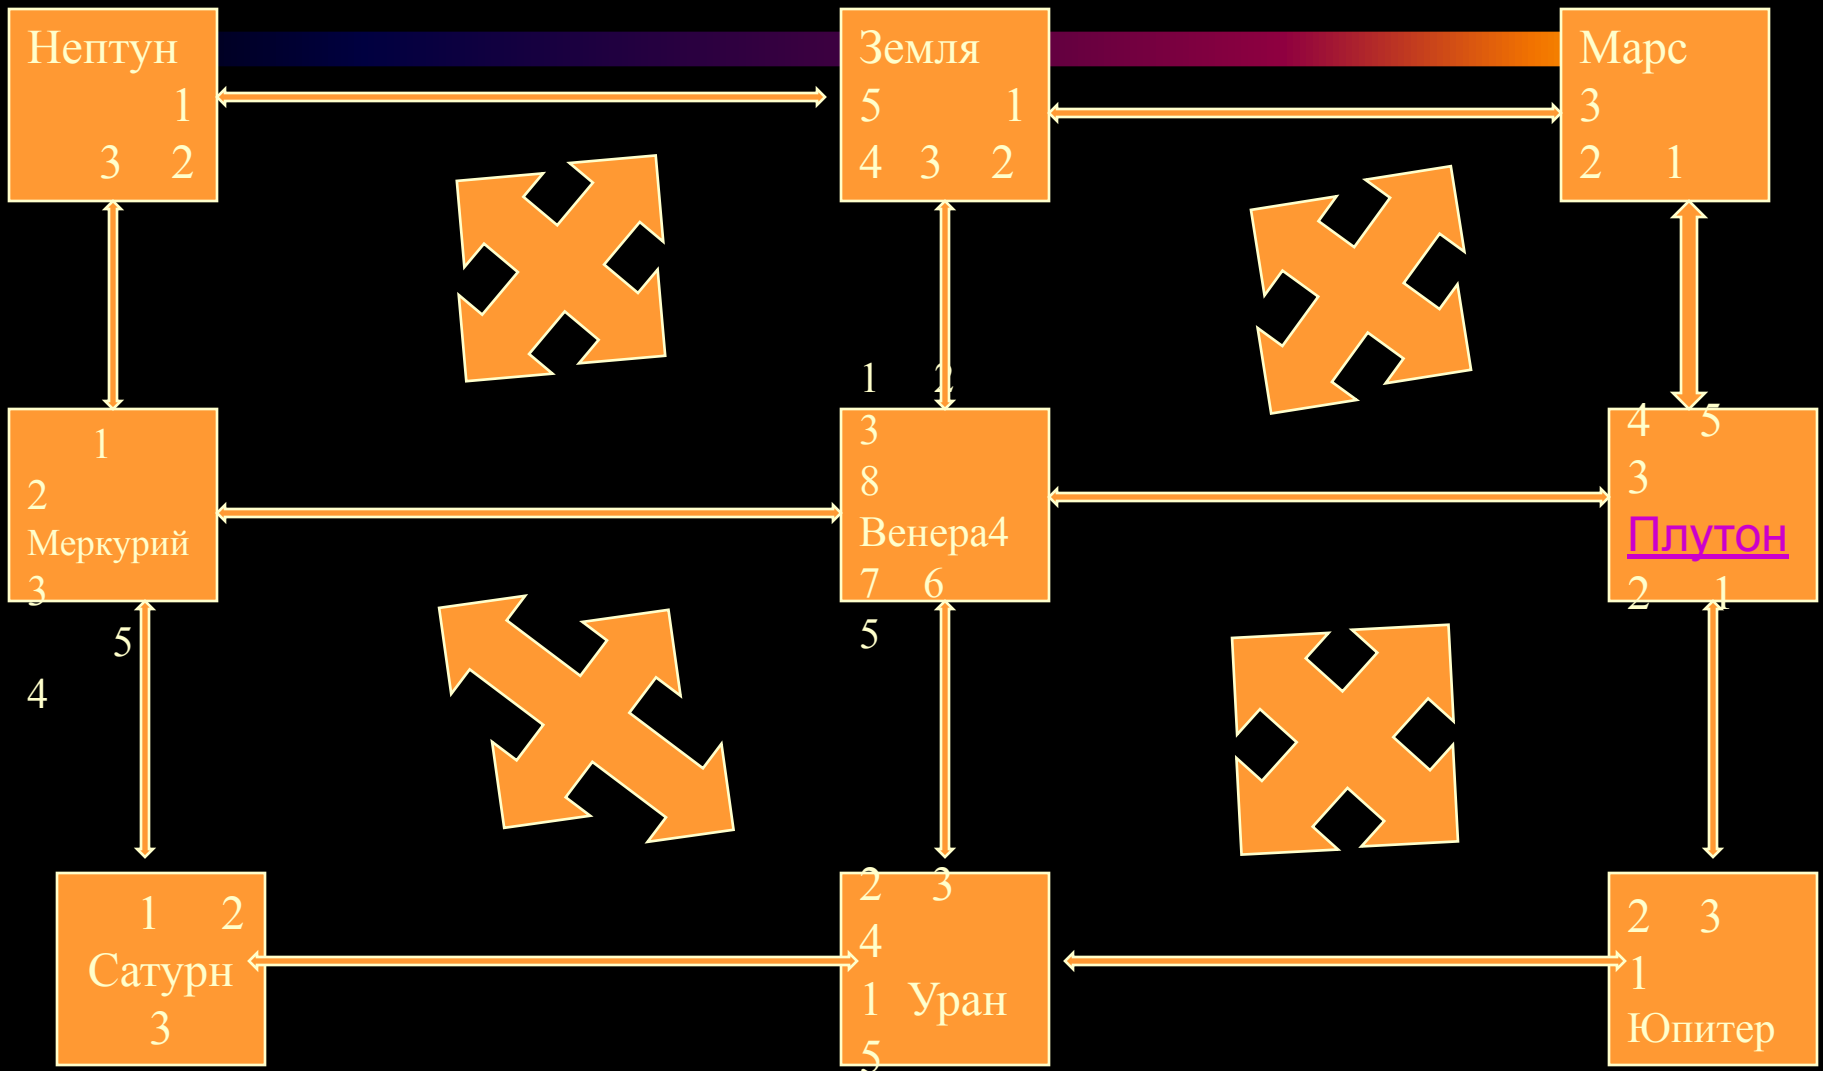 Нептун
1
3 2
Земля
5 1
4 3 2
Марс
3
2 1
1
2
Меркурий
3
5
4
1 2
3
8
Венера4
7 6
5
4 5
3
Плутон
2 1
1 2
Сатурн
3
2 3
4
1 Уран
5
2 3
1
Юпитер